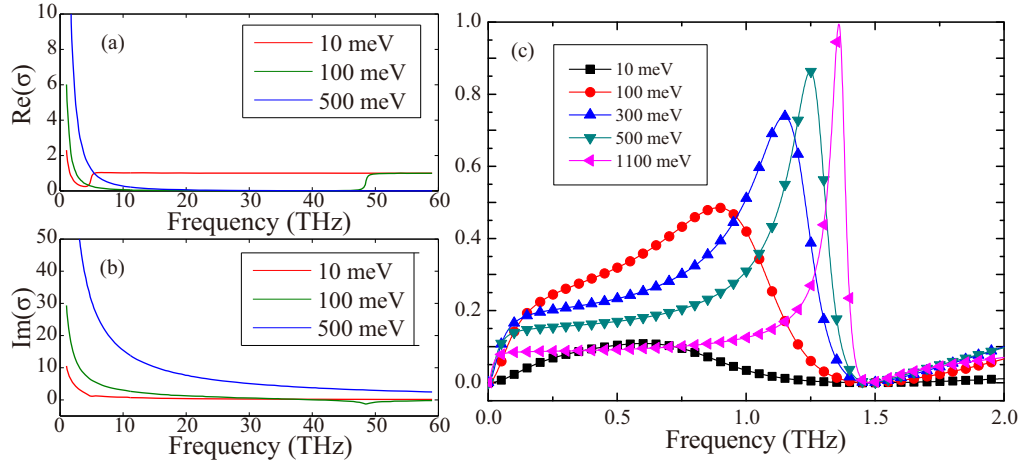 (a)
10 meV
100 meV
500 meV
Re(σ)
10
8
6
4
2
0
0 10 20 30 40 50 60
Frequency (THz)
(b)
10 meV
100 meV
500 meV
Im(σ)
50
40
30
20
10
0
0 10 20 30 40 50 60
Frequency (THz)
(c)
10 meV
100 meV
300 meV
500 meV
1100 meV
1.0
0.8
0.6
0.4
0.2
0.0
0.0 0.5 1.0 1.5 2.0
Frequency (THz)